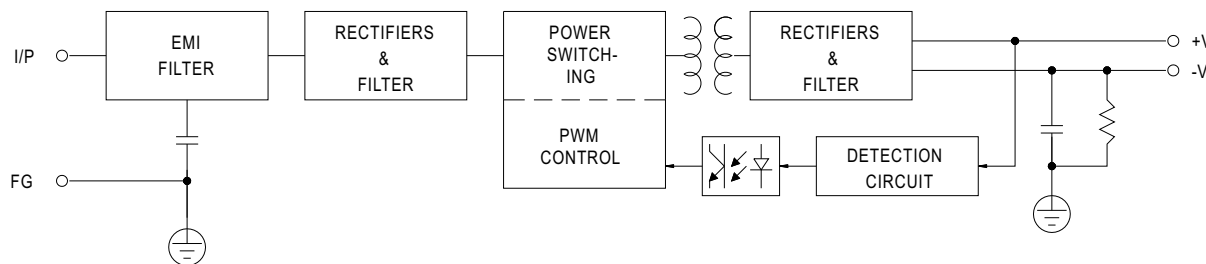 I/P
EMI
FILTER
RECTIFIERS
&
FILTER
POWER
SWITCH-
ING
PWM
CONTROL
RECTIFIERS
&
FILTER
+V
-V
DETECTION
CIRCUIT
FG